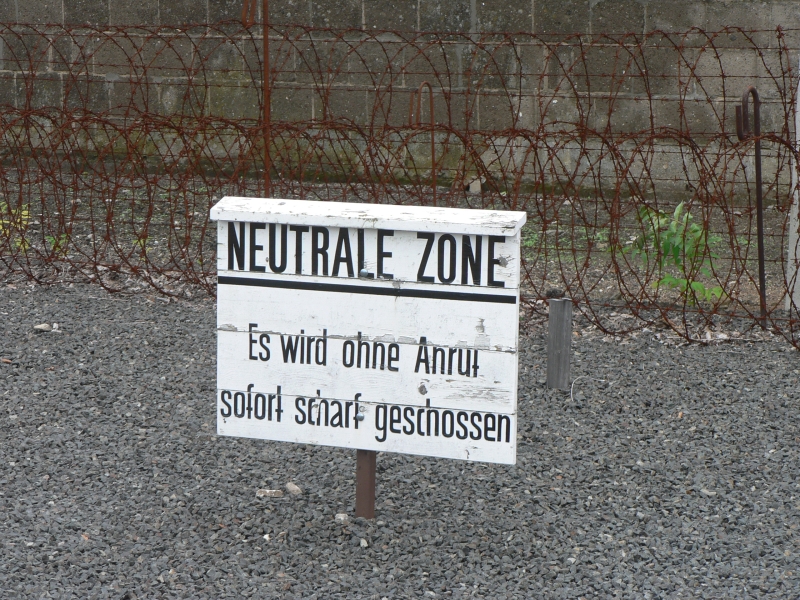 NEUTRALE ZONE
Es wird ohne Anruf
sofort scharf geschossen